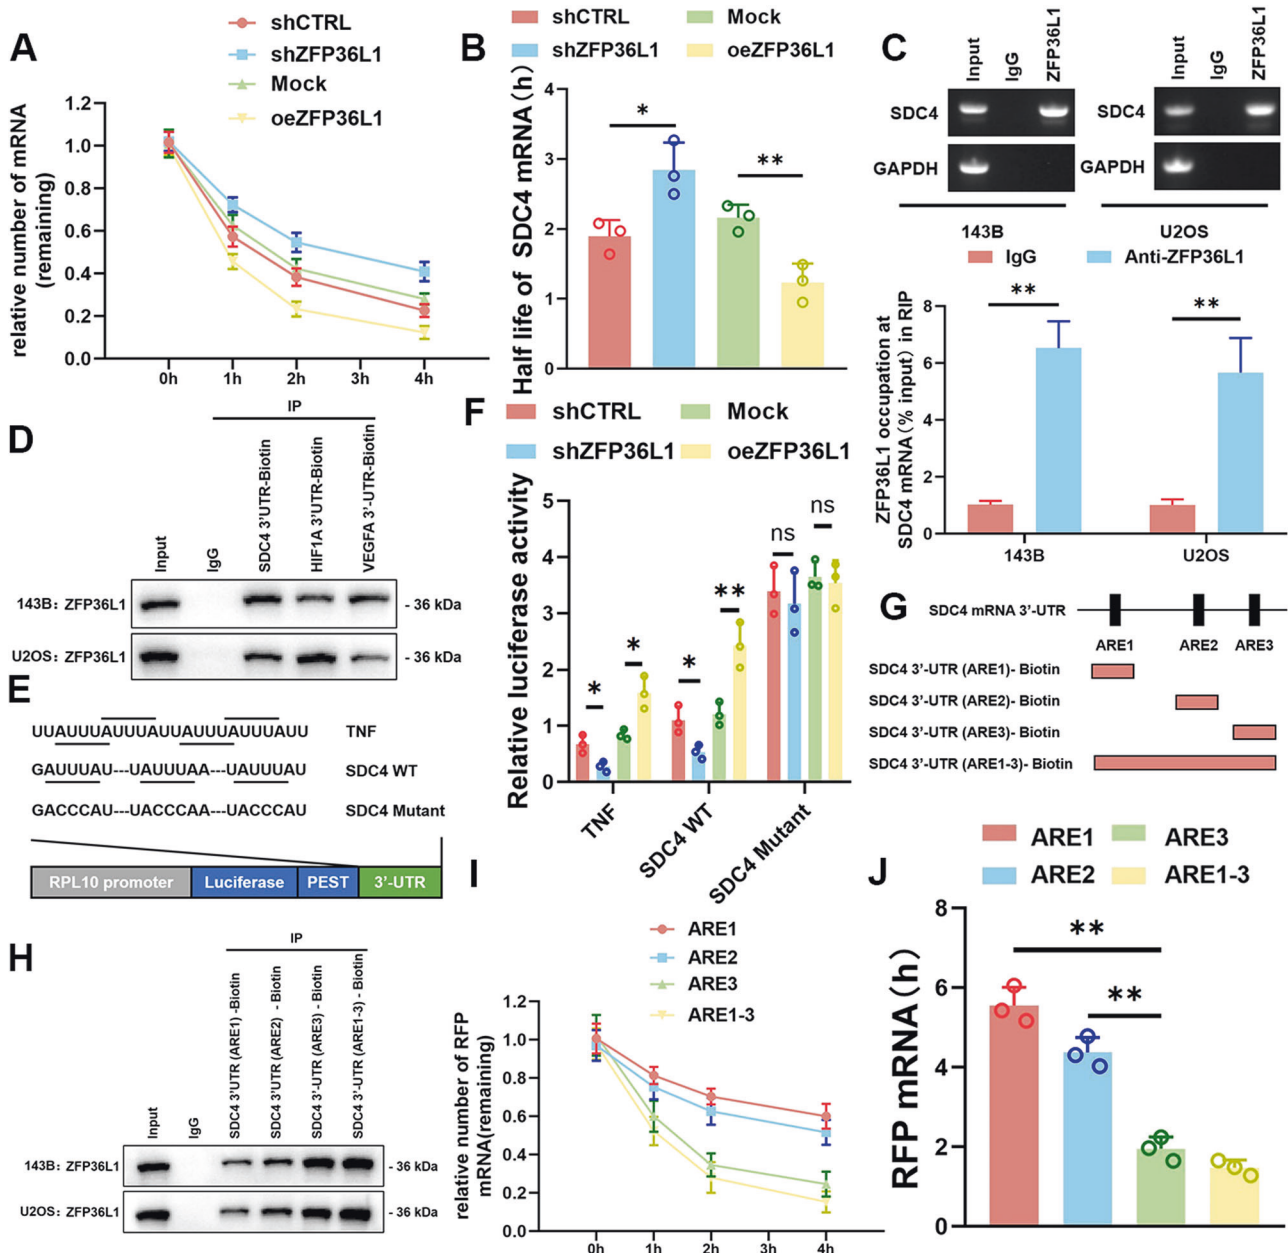 A
shCTRL
shZFP36L1
Mock
oeZFP36L1
relative number of mRNA
(remaining)
1.2
1.0
0.8
0.6
0.4
0.2
0.0
0h
1h
2h
3h
4h
B
shCTRL
Mock
shZFP36L1
oeZFP36L1
Half life of SDC4 mRNA(h)
4
3
2
1
0
*
**
C
Input
IgG
ZFP36L1
Input
IgG
ZFP36L1
SDC4
SDC4
GAPDH
GAPDH
143B
U2OS
IgG
Anti-ZFP36L1
ZFP36L1 occupation at
SDC4 mRNA(% input) in RIP
8
6
4
2
0
**
**
143B
U2OS
D
IP
Input
IgG
SDC4 3'UTR-Biotin
HIF1A 3'UTR-Biotin
VEGFA 3'-UTR-Biotin
143B: ZFP36L1
- 36 kDa
U2OS: ZFP36L1
- 36 kDa
E
UUAUUUAUUUAUUAUUUAUUUAUU TNF
GAUUUAU---UAUUUAA---UAUUUAU SDC4 WT
GACCCAU---UACCCAA---UACCCAU SDC4 Mutant
RPL10 promoter
Luciferase
PEST
3'-UTR
F
shCTRL
Mock
shZFP36L1
oeZFP36L1
Relative luciferase activity
5
4
3
2
1
0
*
*
*
**
ns
ns
TNF
SDC4 WT
SDC4 Mutant
G
SDC4 mRNA 3'-UTR
ARE1
ARE2
ARE3
SDC4 3'-UTR (ARE1)- Biotin
SDC4 3'-UTR (ARE2)- Biotin
SDC4 3'-UTR (ARE3)- Biotin
SDC4 3'-UTR (ARE1-3)- Biotin
H
IP
Input
IgG
SDC4 3'UTR (ARE1) -Biotin
SDC4 3'UTR (ARE2) - Biotin
SDC4 3'-UTR (ARE3) - Biotin
SDC4 3'-UTR (ARE1-3) - Biotin
143B: ZFP36L1
- 36 kDa
U2OS: ZFP36L1
- 36 kDa
I
ARE1
ARE2
ARE3
ARE1-3
relative number of RFP
mRNA(remaining)
1.2
1.0
0.8
0.6
0.4
0.2
0.0
0h
1h
2h
3h
4h
J
ARE1
ARE3
ARE2
ARE1-3
RFP mRNA(h)
8
6
4
2
0
**
**